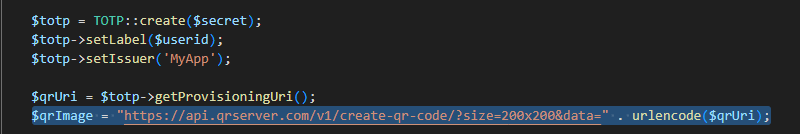 $totp = TOTP::create($secret);
$totp->setLabel($userid);
$totp->setIssuer('MyApp');
$qrUri = $totp->getProvisioningUri();
$qrImage = "https://api.qrserver.com/v1/create-qr-code/?size=200x200&data=" . urlencode($qrUri);